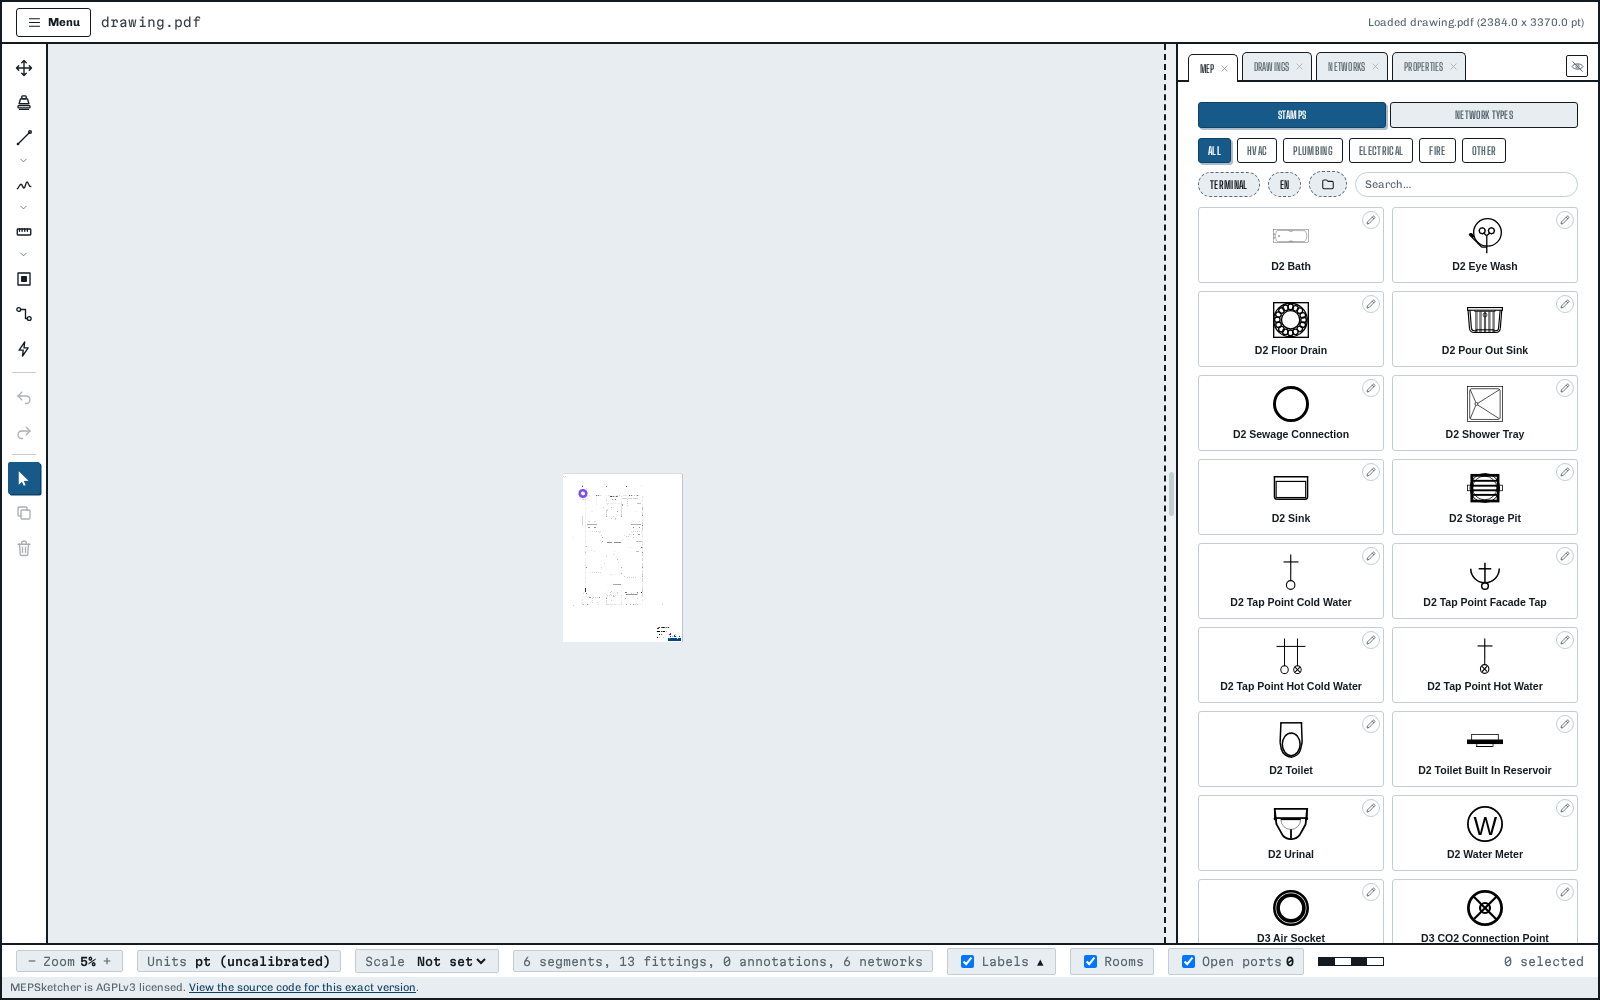 Menu drawing.pdf Loaded drawing.pdf (2384.0 x 3370.0 pt)
MEP DRAWINGS NETWORKS PROPERTIES
STAMPS NETWORK TYPES
ALL HVAC PLUMBING ELECTRICAL FIRE OTHER
TERMINAL EN Search...
D2 Bath D2 Eye Wash
D2 Floor Drain D2 Pour Out Sink
D2 Sewage Connection D2 Shower Tray
D2 Sink D2 Storage Pit
D2 Tap Point Cold Water D2 Tap Point Facade Tap
D2 Tap Point Hot Cold Water D2 Tap Point Hot Water
D2 Toilet D2 Toilet Built In Reservoir
W
D2 Urinal D2 Water Meter
D3 Air Socket D3 CO2 Connection Point
− Zoom 5% + Units pt (uncalibrated) Scale Not set 6 segments, 13 fittings, 0 annotations, 6 networks Labels ▲ Rooms Open ports 0 0 selected
MEPSketcher is AGPLv3 licensed. View the source code for this exact version.